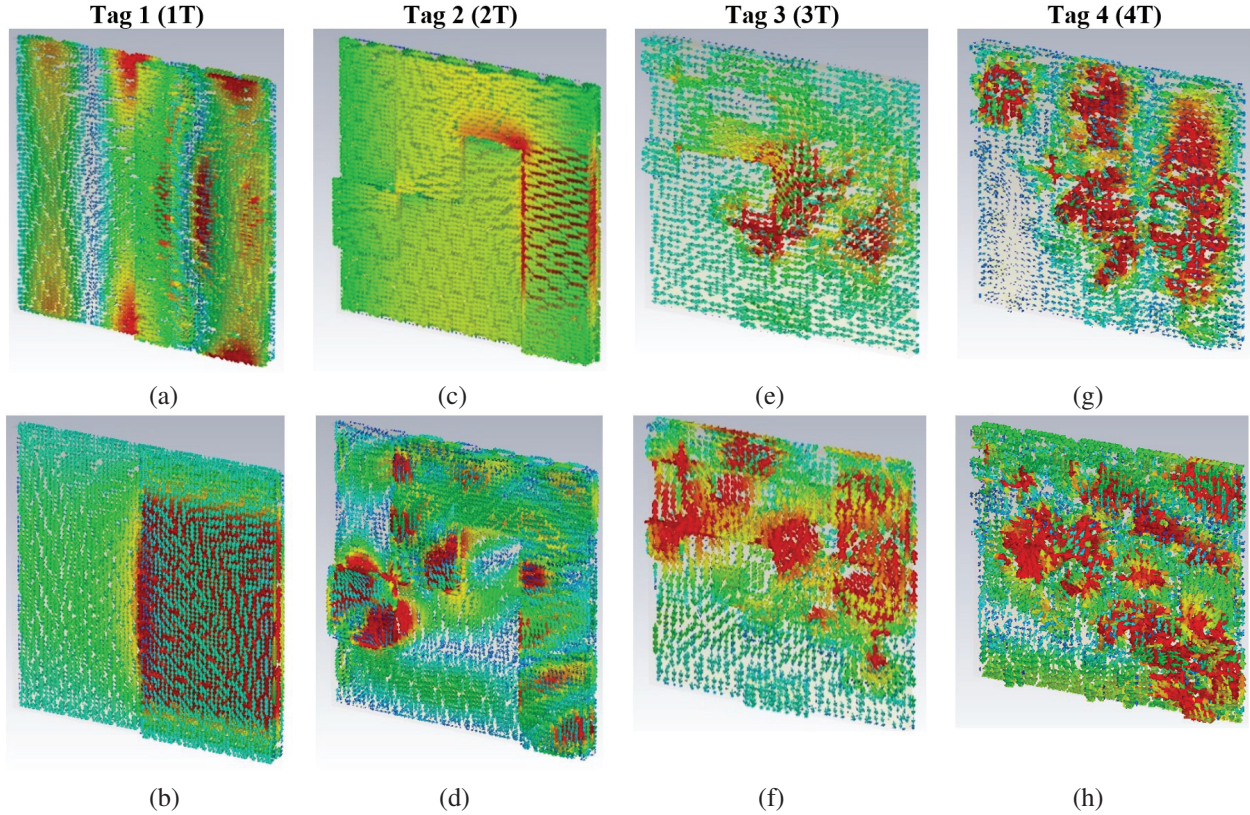 Tag 1 (1T) Tag 2 (2T) Tag 3 (3T) Tag 4 (4T)
(a) (c) (e) (g)
(b) (d) (f) (h)